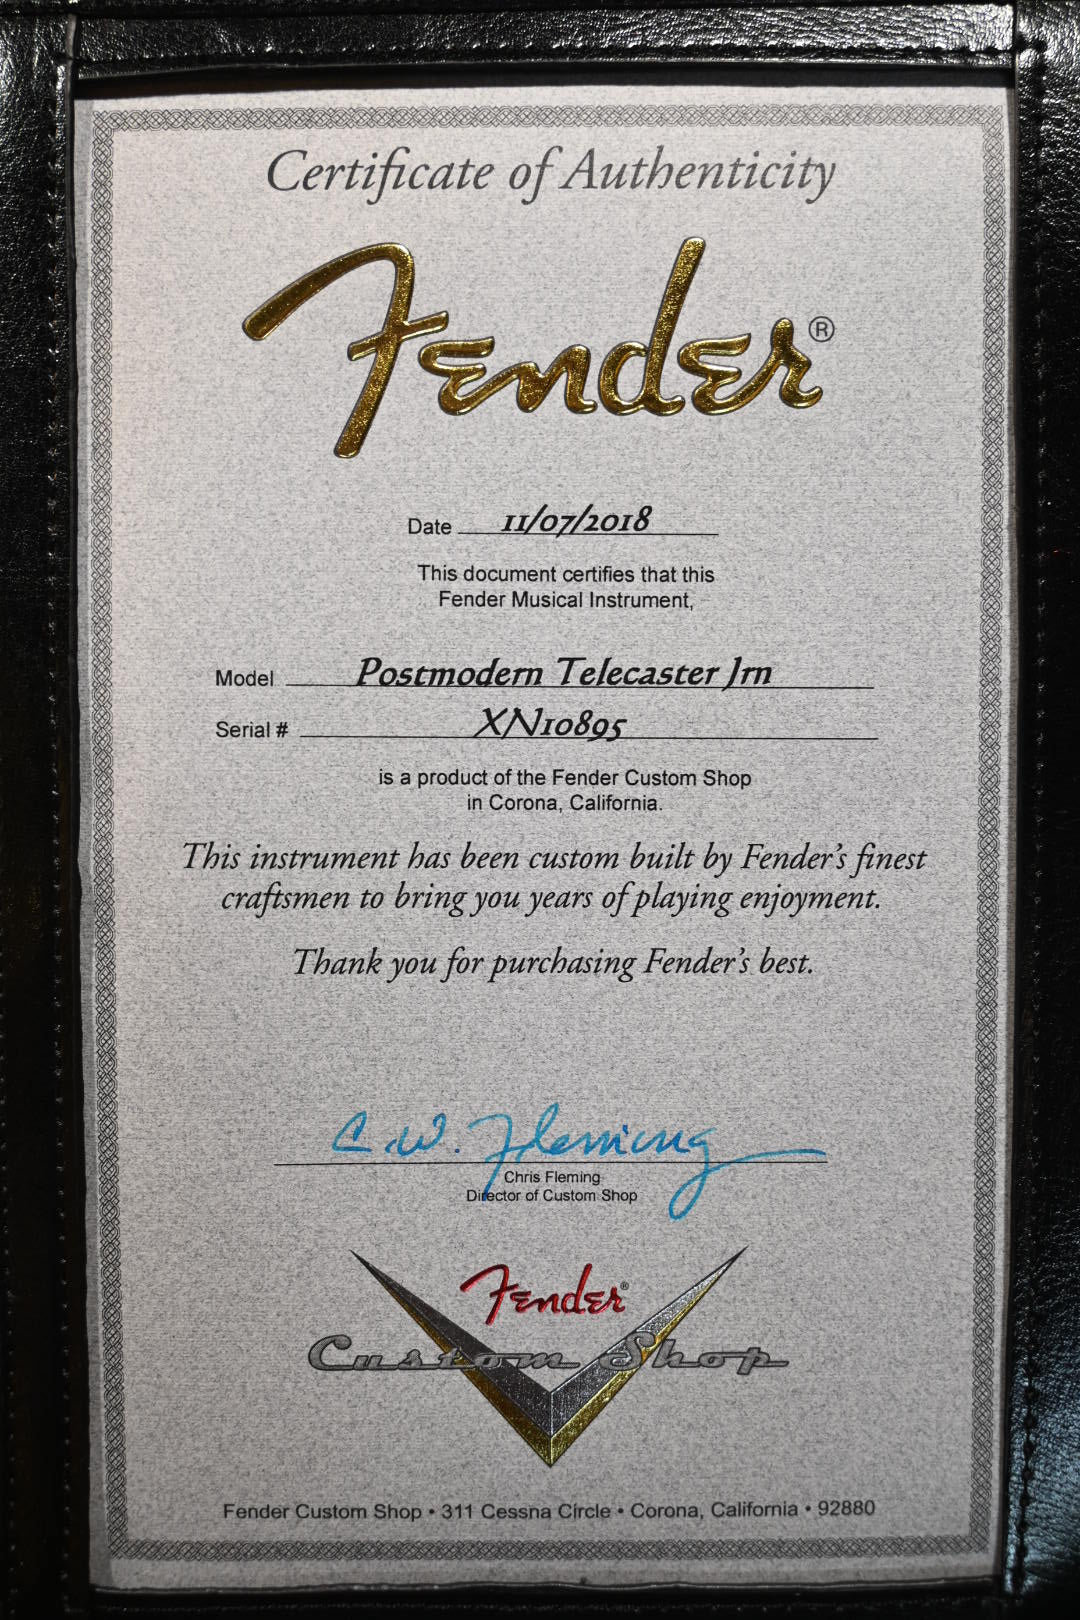 Certificate of Authenticity
Fender®
Date 11/07/2018
This document certifies that this
Fender Musical Instrument,
Model Postmodern Telecaster Jrn
Serial # XN10895
is a product of the Fender Custom Shop
in Corona, California.
This instrument has been custom built by Fender's finest
craftsmen to bring you years of playing enjoyment.
Thank you for purchasing Fender's best.
C.W. Fleming
Chris Fleming
Director of Custom Shop
Fender®
Custom Shop
Fender Custom Shop • 311 Cessna Circle • Corona, California • 92880